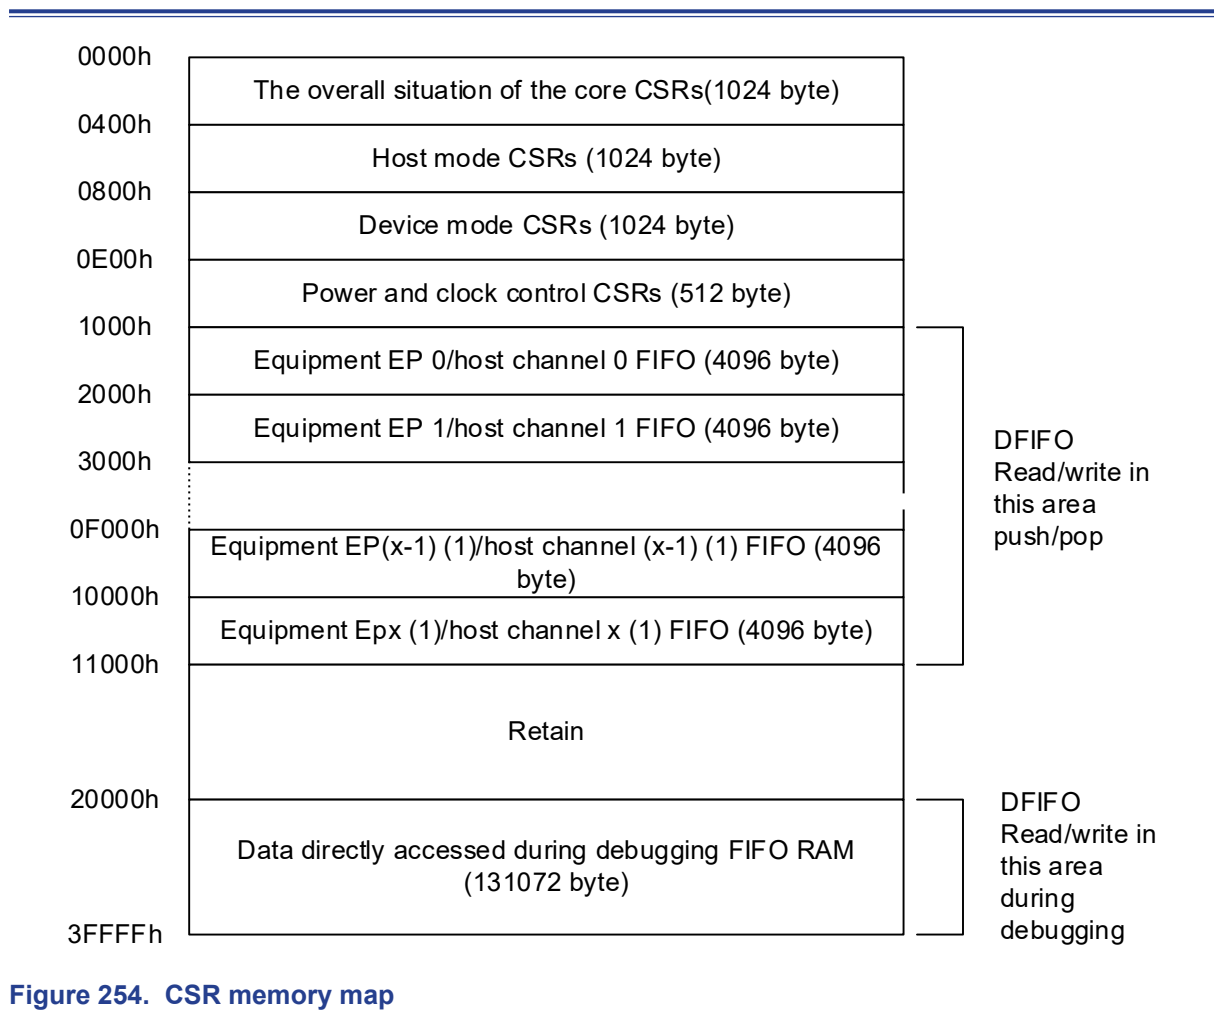 0000h
The overall situation of the core CSRs(1024 byte)
0400h
Host mode CSRs (1024 byte)
0800h
Device mode CSRs (1024 byte)
0E00h
Power and clock control CSRs (512 byte)
1000h
Equipment EP 0/host channel 0 FIFO (4096 byte)
2000h
Equipment EP 1/host channel 1 FIFO (4096 byte)
3000h
DFIFO
Read/write in
this area
push/pop
0F000h
Equipment EP(x-1) (1)/host channel (x-1) (1) FIFO (4096
byte)
10000h
Equipment Epx (1)/host channel x (1) FIFO (4096 byte)
11000h
Retain
20000h
Data directly accessed during debugging FIFO RAM
(131072 byte)
DFIFO
Read/write in
this area
during
debugging
3FFFFh
Figure 254. CSR memory map